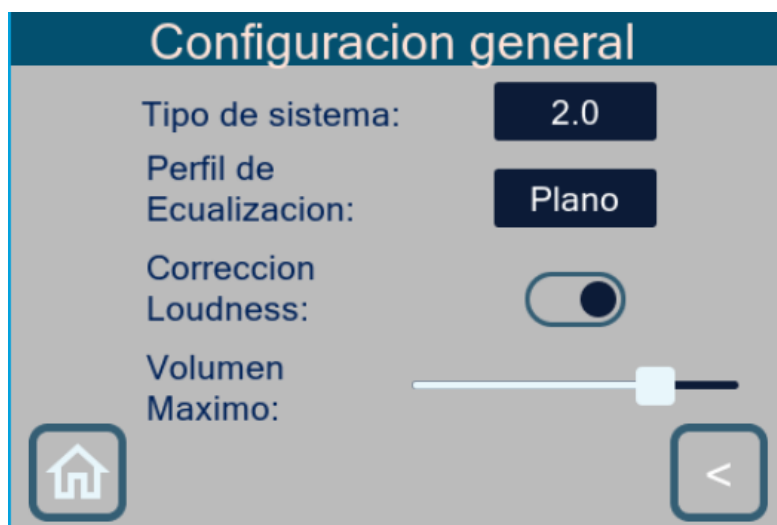 Configuracion general
Tipo de sistema:
2.0
Perfil de
Ecualizacion:
Plano
Correccion
Loudness:
Volumen
Maximo:
<